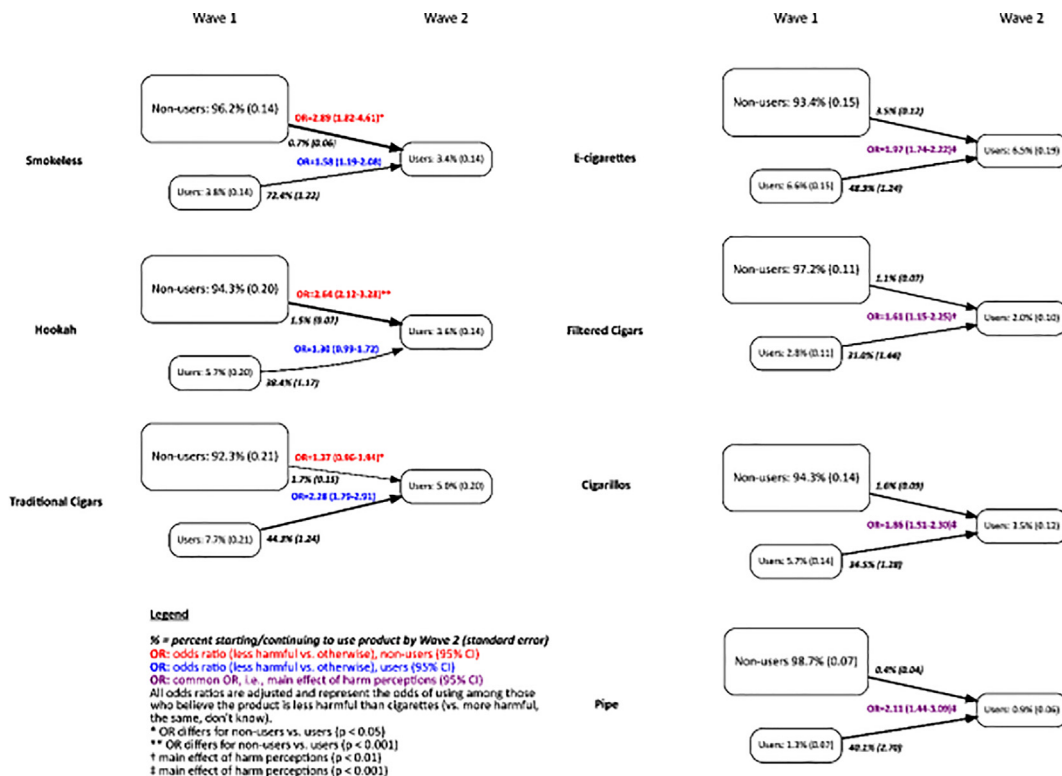 Wave 1
Wave 2
Wave 1
Wave 2
Smokeless
Non-users: 96.2% (0.14)
OR=2.89 (1.82-4.61)*
0.7% (0.06)
OR=1.58 (1.19-2.08)
Users: 3.4% (0.14)
Users: 3.8% (0.14)
72.4% (1.22)
Hookah
Non-users: 94.3% (0.20)
OR=2.64 (2.12-3.28)**
1.5% (0.07)
OR=1.30 (0.99-1.72)
Users: 3.6% (0.14)
Users: 5.7% (0.20)
38.4% (1.17)
Traditional Cigars
Non-users: 92.3% (0.21)
OR=1.37 (0.96-1.94)*
1.7% (0.15)
OR=2.28 (1.79-2.91)
Users: 5.0% (0.20)
Users: 7.7% (0.21)
44.3% (1.24)
E-cigarettes
Non-users: 93.4% (0.15)
3.5% (0.12)
OR=1.97 (1.74-2.22)‡
Users: 6.5% (0.19)
Users: 6.6% (0.15)
48.3% (1.24)
Filtered Cigars
Non-users: 97.2% (0.11)
1.1% (0.07)
OR=1.61 (1.15-2.25)†
Users: 2.0% (0.10)
Users: 2.8% (0.11)
Cigarillos
Non-users: 94.3% (0.14)
1.6% (0.09)
OR=1.86 (1.51-2.30)‡
Users: 3.5% (0.12)
Users: 5.7% (0.14)
34.5% (1.28)
Pipe
Non-users 98.7% (0.07)
0.4% (0.04)
OR=2.11 (1.44-3.09)‡
Users: 0.9% (0.06)
Users: 1.3% (0.07)
40.1% (2.70)
Legend
% = percent starting/continuing to use product by Wave 2 (standard error)
OR: odds ratio (less harmful vs. otherwise), non-users (95% CI)
OR: odds ratio (less harmful vs. otherwise), users (95% CI)
OR: common OR, i.e., main effect of harm perceptions (95% CI)
All odds ratios are adjusted and represent the odds of using among those
who believe the product is less harmful than cigarettes (vs. more harmful,
the same, don't know).
* OR differs for non-users vs. users (p < 0.05)
** OR differs for non-users vs. users (p < 0.001)
† main effect of harm perceptions (p < 0.01)
‡ main effect of harm perceptions (p < 0.001)